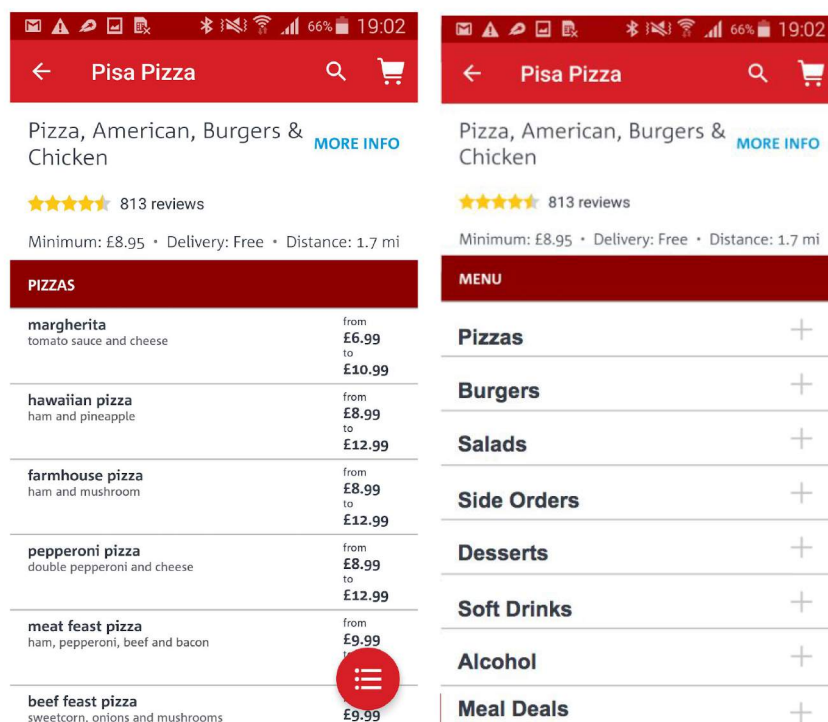 66% 19:02
Pisa Pizza
Pizza, American, Burgers &
Chicken
MORE INFO
813 reviews
Minimum: £8.95 • Delivery: Free • Distance: 1.7 mi
PIZZAS
margherita
tomato sauce and cheese
from
£6.99
to
£10.99
hawaiian pizza
ham and pineapple
from
£8.99
to
£12.99
farmhouse pizza
ham and mushroom
from
£8.99
to
£12.99
pepperoni pizza
double pepperoni and cheese
from
£8.99
to
£12.99
meat feast pizza
ham, pepperoni, beef and bacon
from
£9.99
beef feast pizza
sweetcorn, onions and mushrooms
£9.99
66% 19:02
Pisa Pizza
Pizza, American, Burgers &
Chicken
MORE INFO
813 reviews
Minimum: £8.95 • Delivery: Free • Distance: 1.7 mi
MENU
Pizzas
Burgers
Salads
Side Orders
Desserts
Soft Drinks
Alcohol
Meal Deals